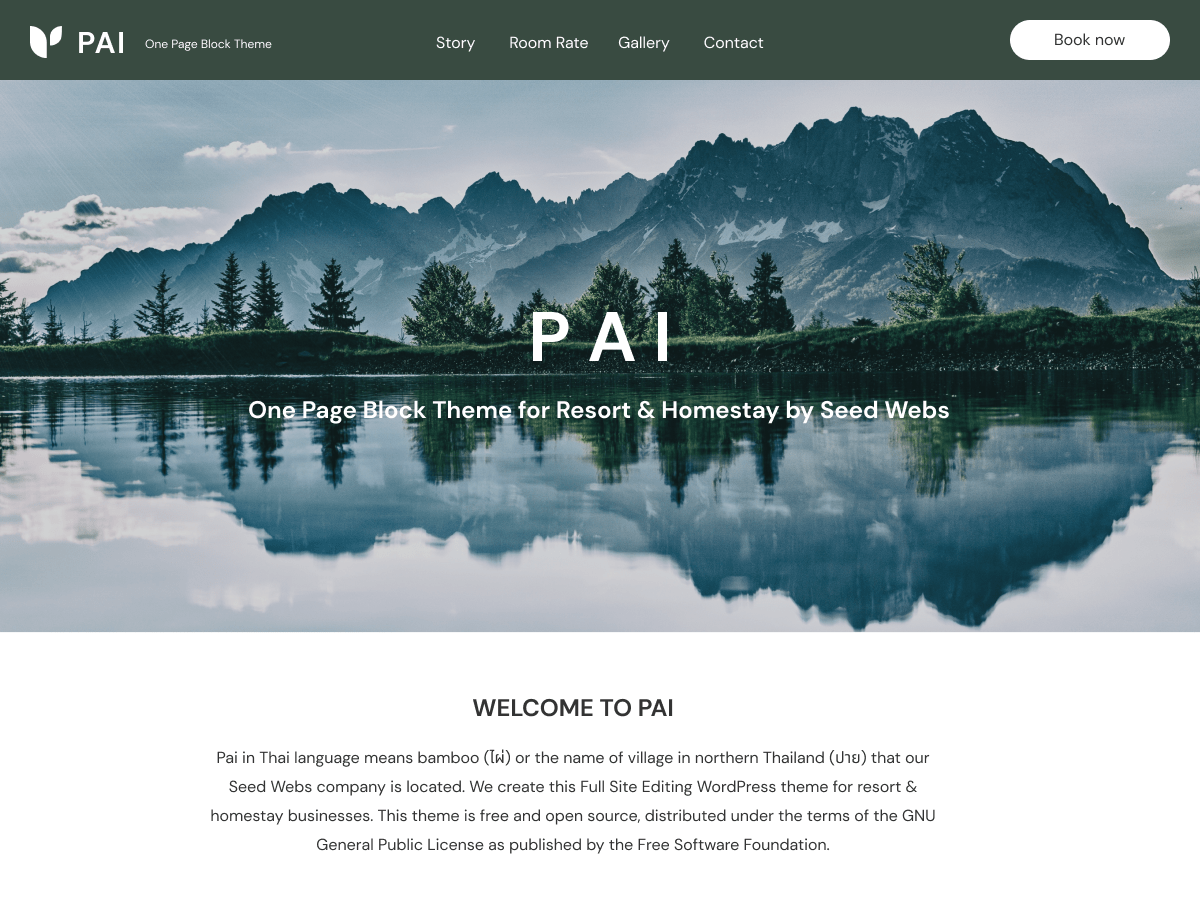 PAI
One Page Block Theme
Story
Room Rate
Gallery
Contact
Book now
PAI
One Page Block Theme for Resort & Homestay by Seed Webs
WELCOME TO PAI
Pai in Thai language means bamboo (ไผ่) or the name of village in northern Thailand (ปาย) that our
Seed Webs company is located. We create this Full Site Editing WordPress theme for resort &
homestay businesses. This theme is free and open source, distributed under the terms of the GNU
General Public License as published by the Free Software Foundation.